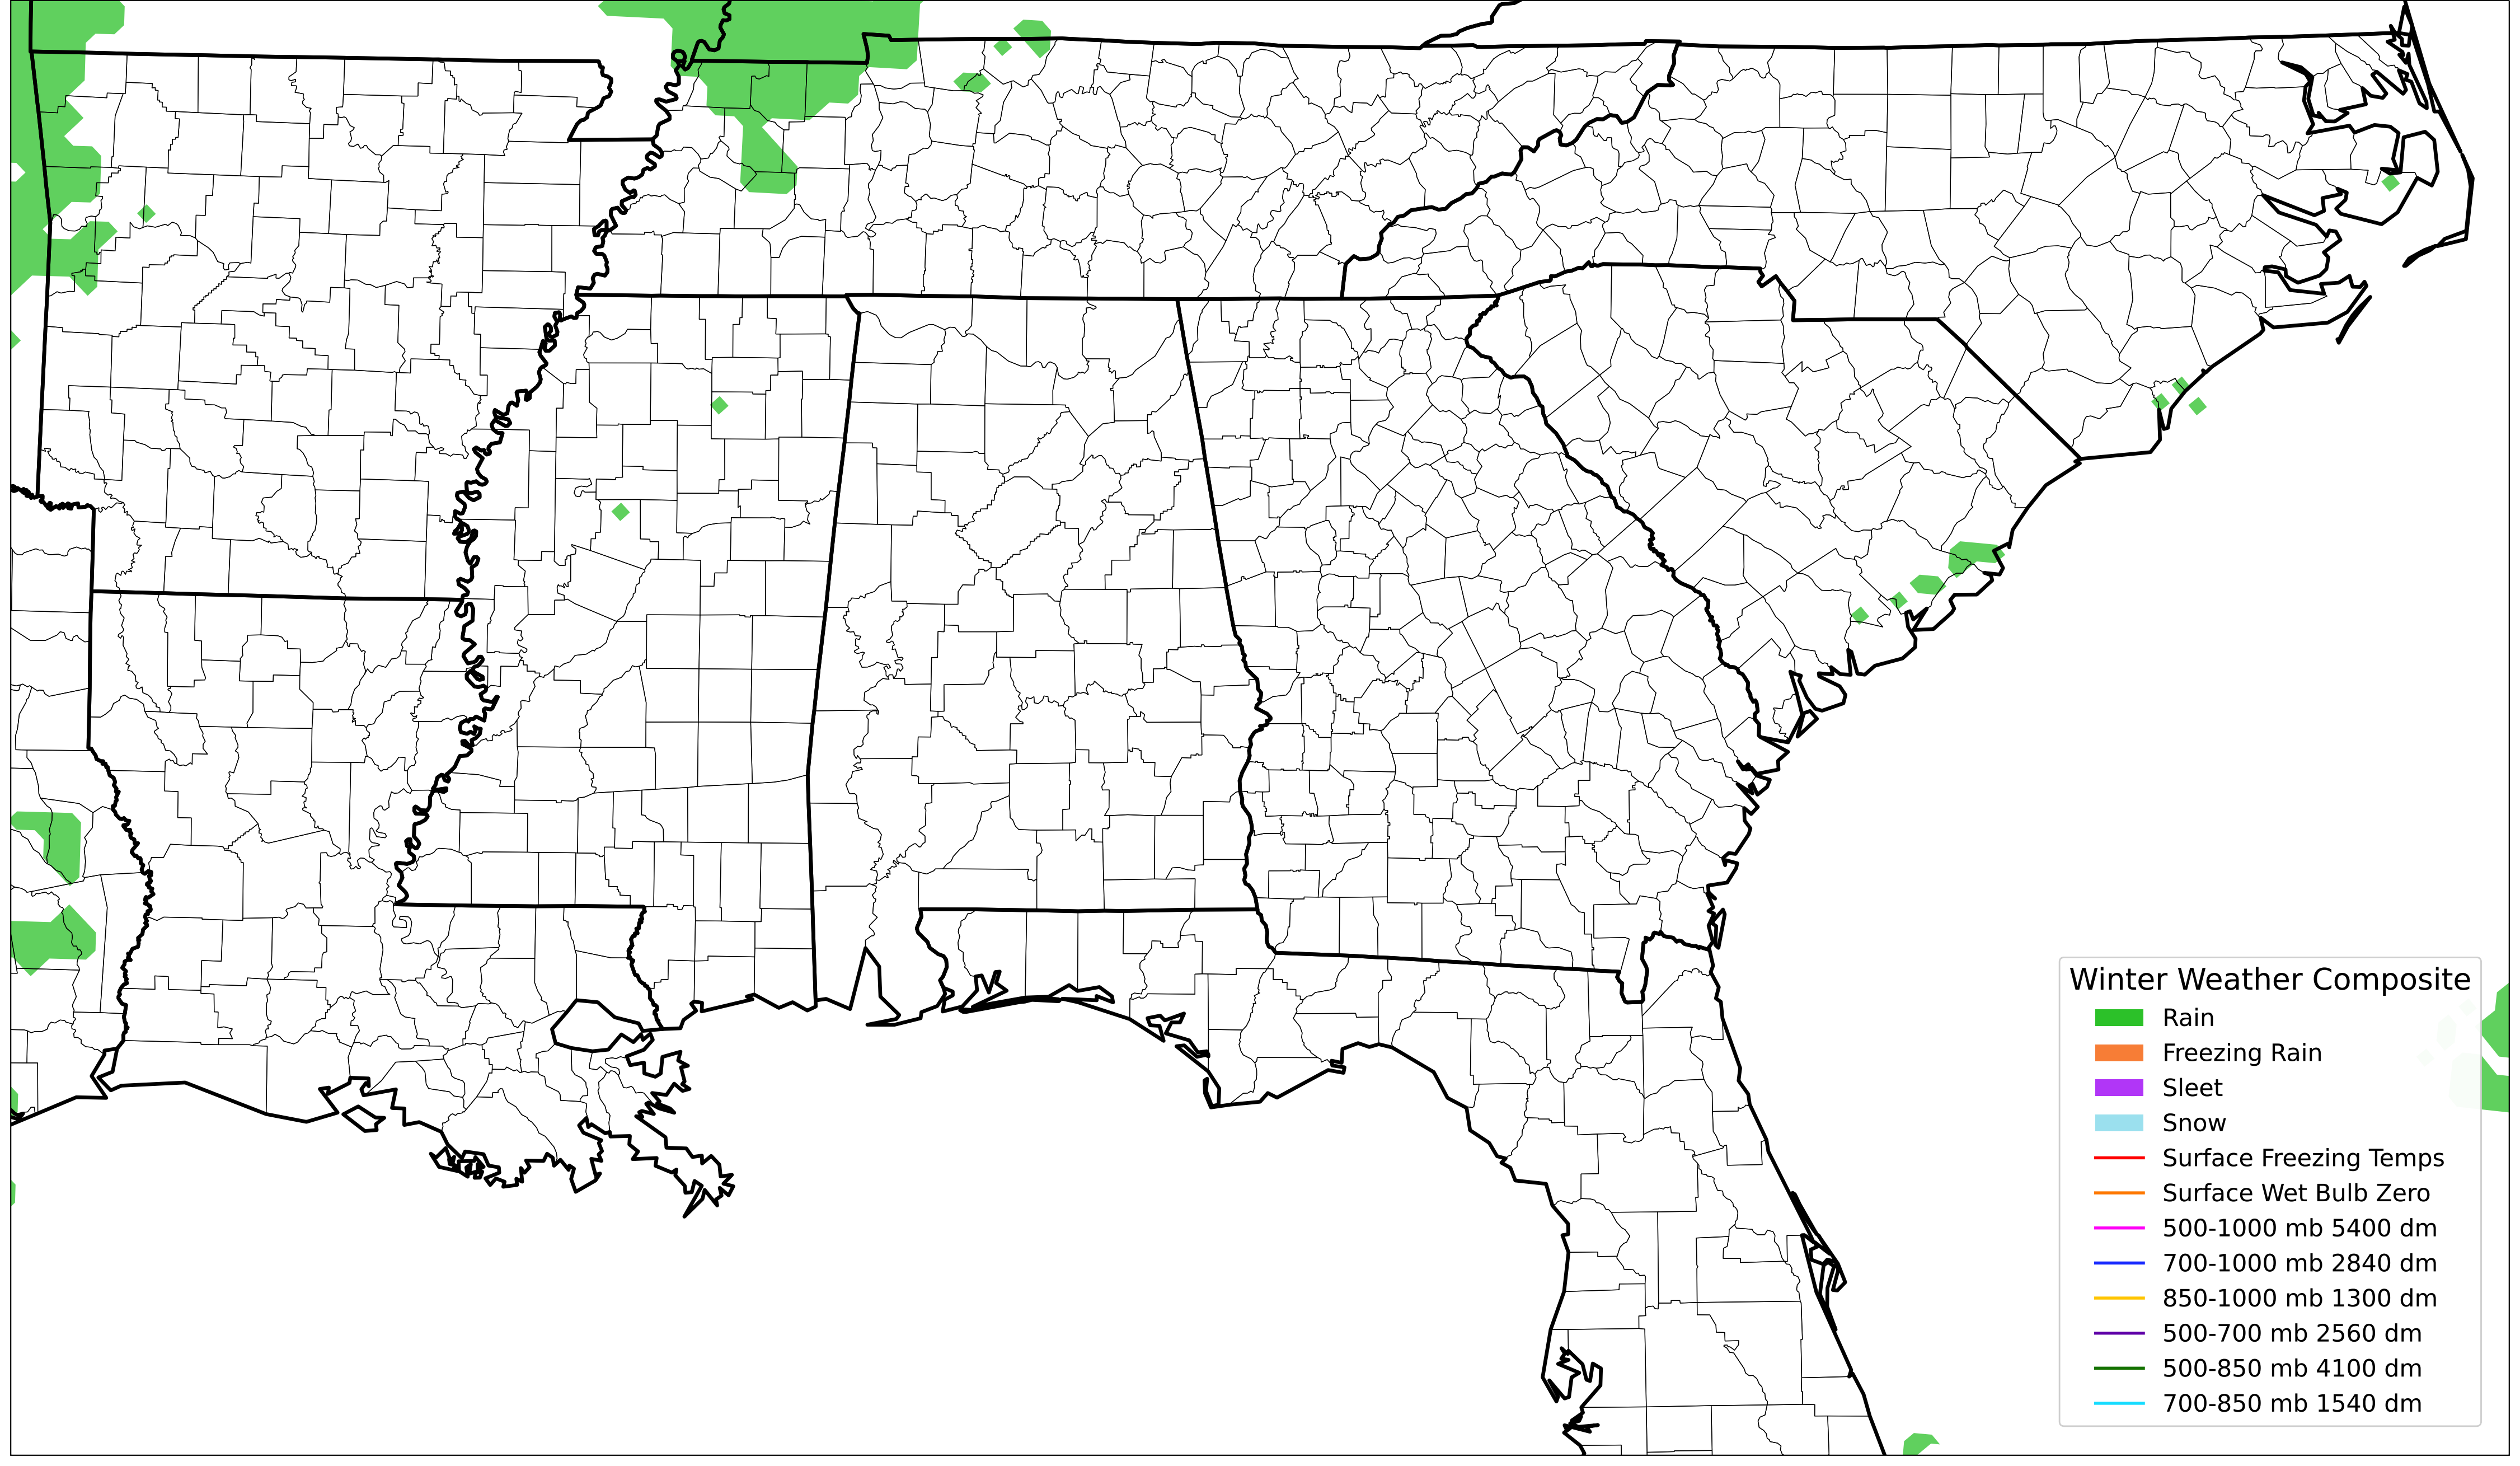 Winter Weather Composite
Rain
Freezing Rain
Sleet
Snow
Surface Freezing Temps
Surface Wet Bulb Zero
500-1000 mb 5400 dm
700-1000 mb 2840 dm
850-1000 mb 1300 dm
500-700 mb 2560 dm
500-850 mb 4100 dm
700-850 mb 1540 dm